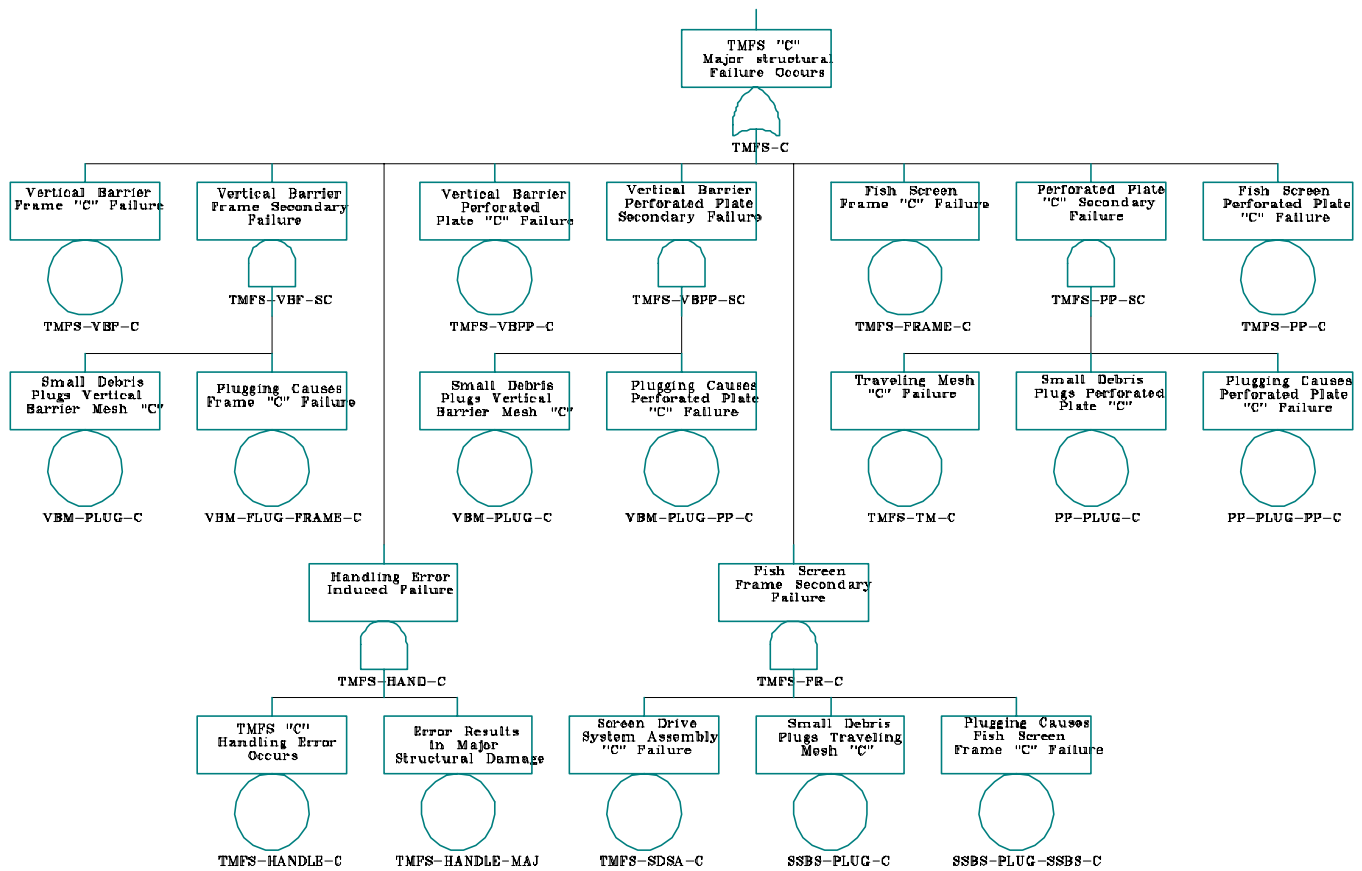 TMFS "C"
Major structural
Failure Occurs
TMFS-C
Vertical Barrier
Frame "C" Failure
TMFS-VBF-C
Vertical Barrier
Frame Secondary
Failure
TMFS-VBF-SC
Vertical Barrier
Perforated
Plate "C" Failure
TMFS-VBPP-C
Vertical Barrier
Perforated Plate
Secondary Failure
TMFS-VBPP-SC
Fish Screen
Frame "C" Failure
TMFS-FRAME-C
Perforated Plate
"C" Secondary
Failure
TMFS-PP-SC
Fish Screen
Perforated Plate
"C" Failure
TMFS-PP-C
Small Debris
Plugs Vertical
Barrier Mesh "C"
VBM-PLUG-C
Plugging Causes
Frame "C" Failure
VBM-PLUG-FRAME-C
Small Debris
Plugs Vertical
Barrier Mesh "C"
VBM-PLUG-C
Plugging Causes
Perforated Plate
"C" Failure
VBM-PLUG-PP-C
Traveling Mesh
"C" Failure
TMFS-TM-C
Small Debris
Plugs Perforated
Plate "C"
PP-PLUG-C
Plugging Causes
Perforated Plate
"C" Failure
PP-PLUG-PP-C
Handling Error
Induced Failure
TMFS-HAND-C
Fish Screen
Frame Secondary
Failure
TMFS-FR-C
TMFS "C"
Handling Error
Occurs
TMFS-HANDLE-C
Error Results
in Major
Structural Damage
TMFS-HANDLE-MAJ
Screen Drive
System Assembly
"C" Failure
TMFS-SDSA-C
Small Debris
Plugs Traveling
Mesh "C"
SSBS-PLUG-C
Plugging Causes
Fish Screen
Frame "C" Failure
SSBS-PLUG-SSBS-C